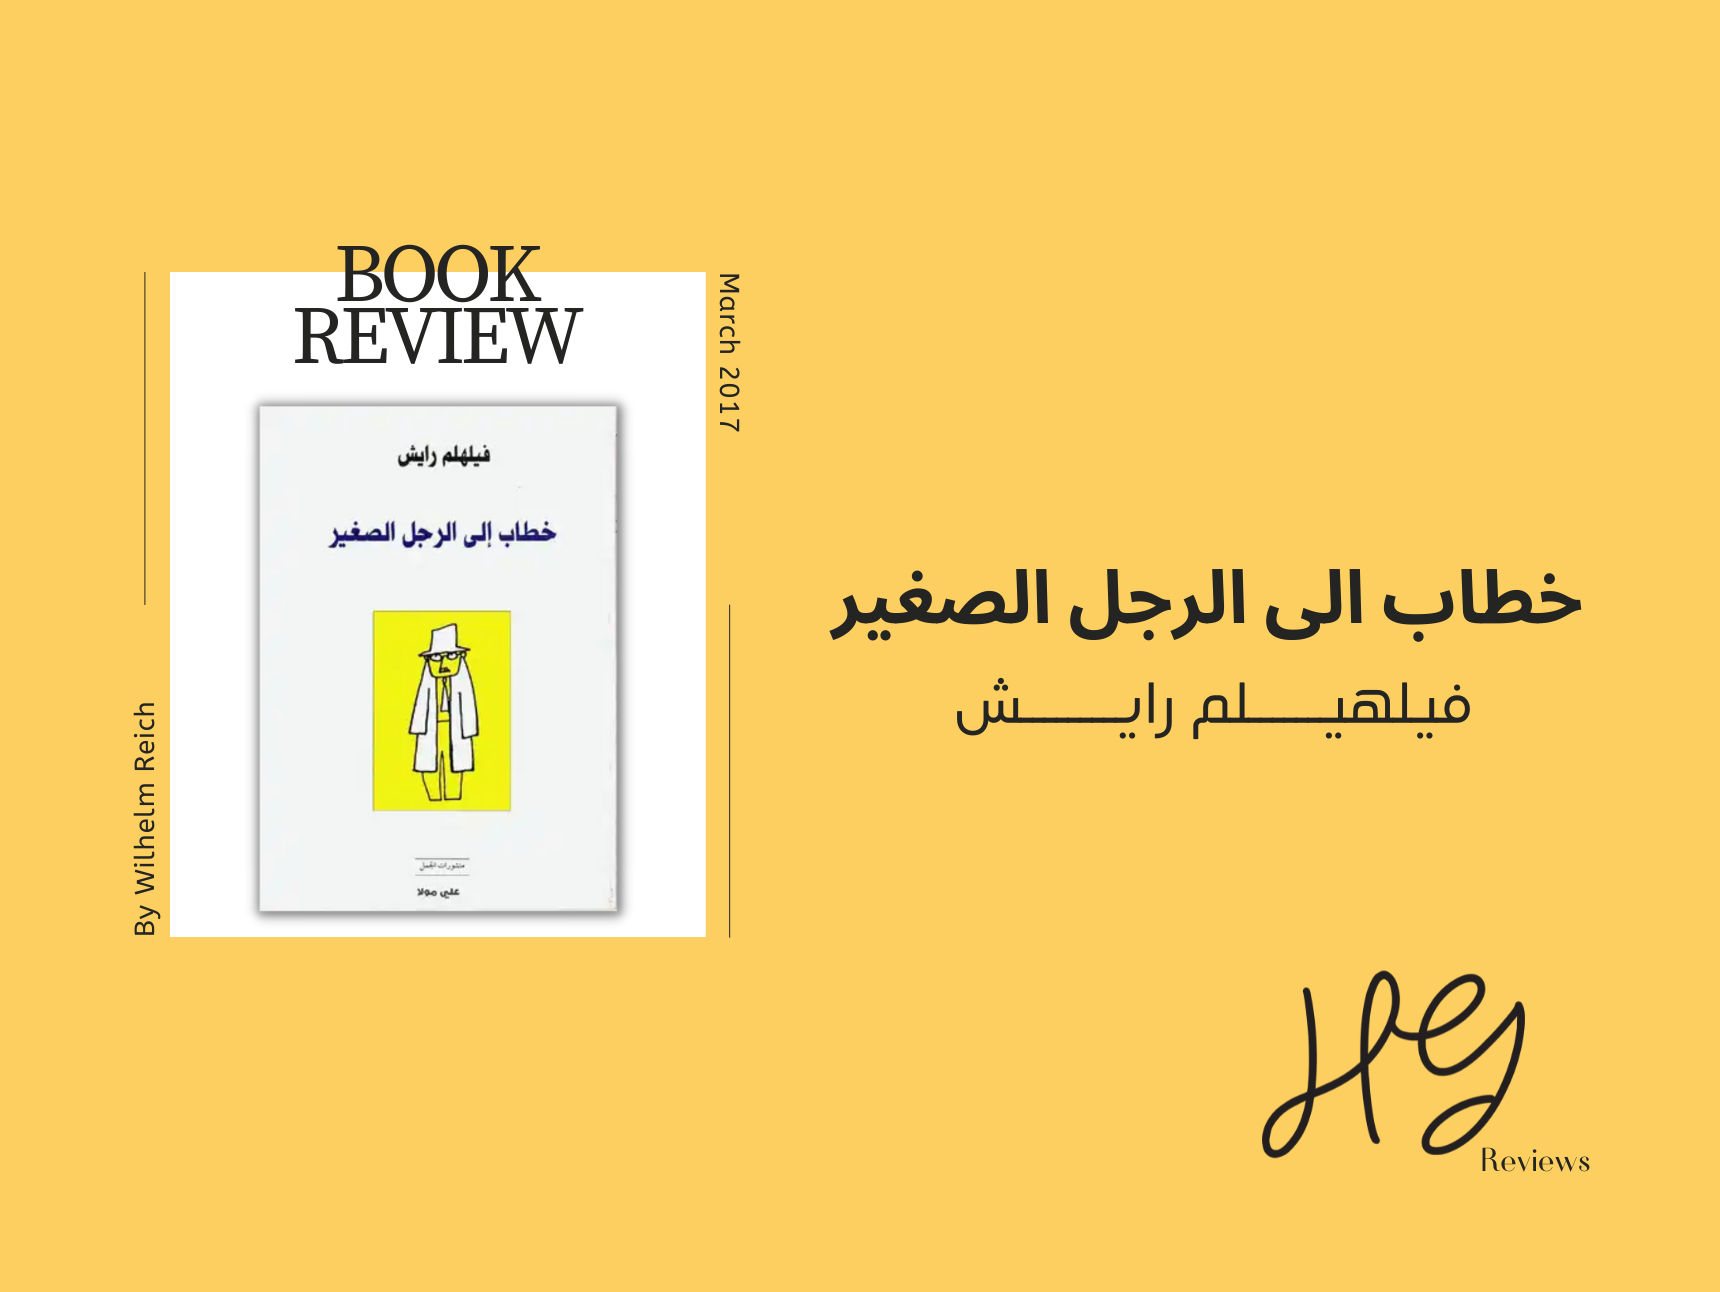 BOOK
REVIEW
March 2017
By Wilhelm Reich
فيلهلم رايش
خطاب إلى الرجل الصغير
منشورات الجمل
علي مولا
خطاب الى الرجل الصغير
فيلهيـــــلم رايـــــش
HG
Reviews